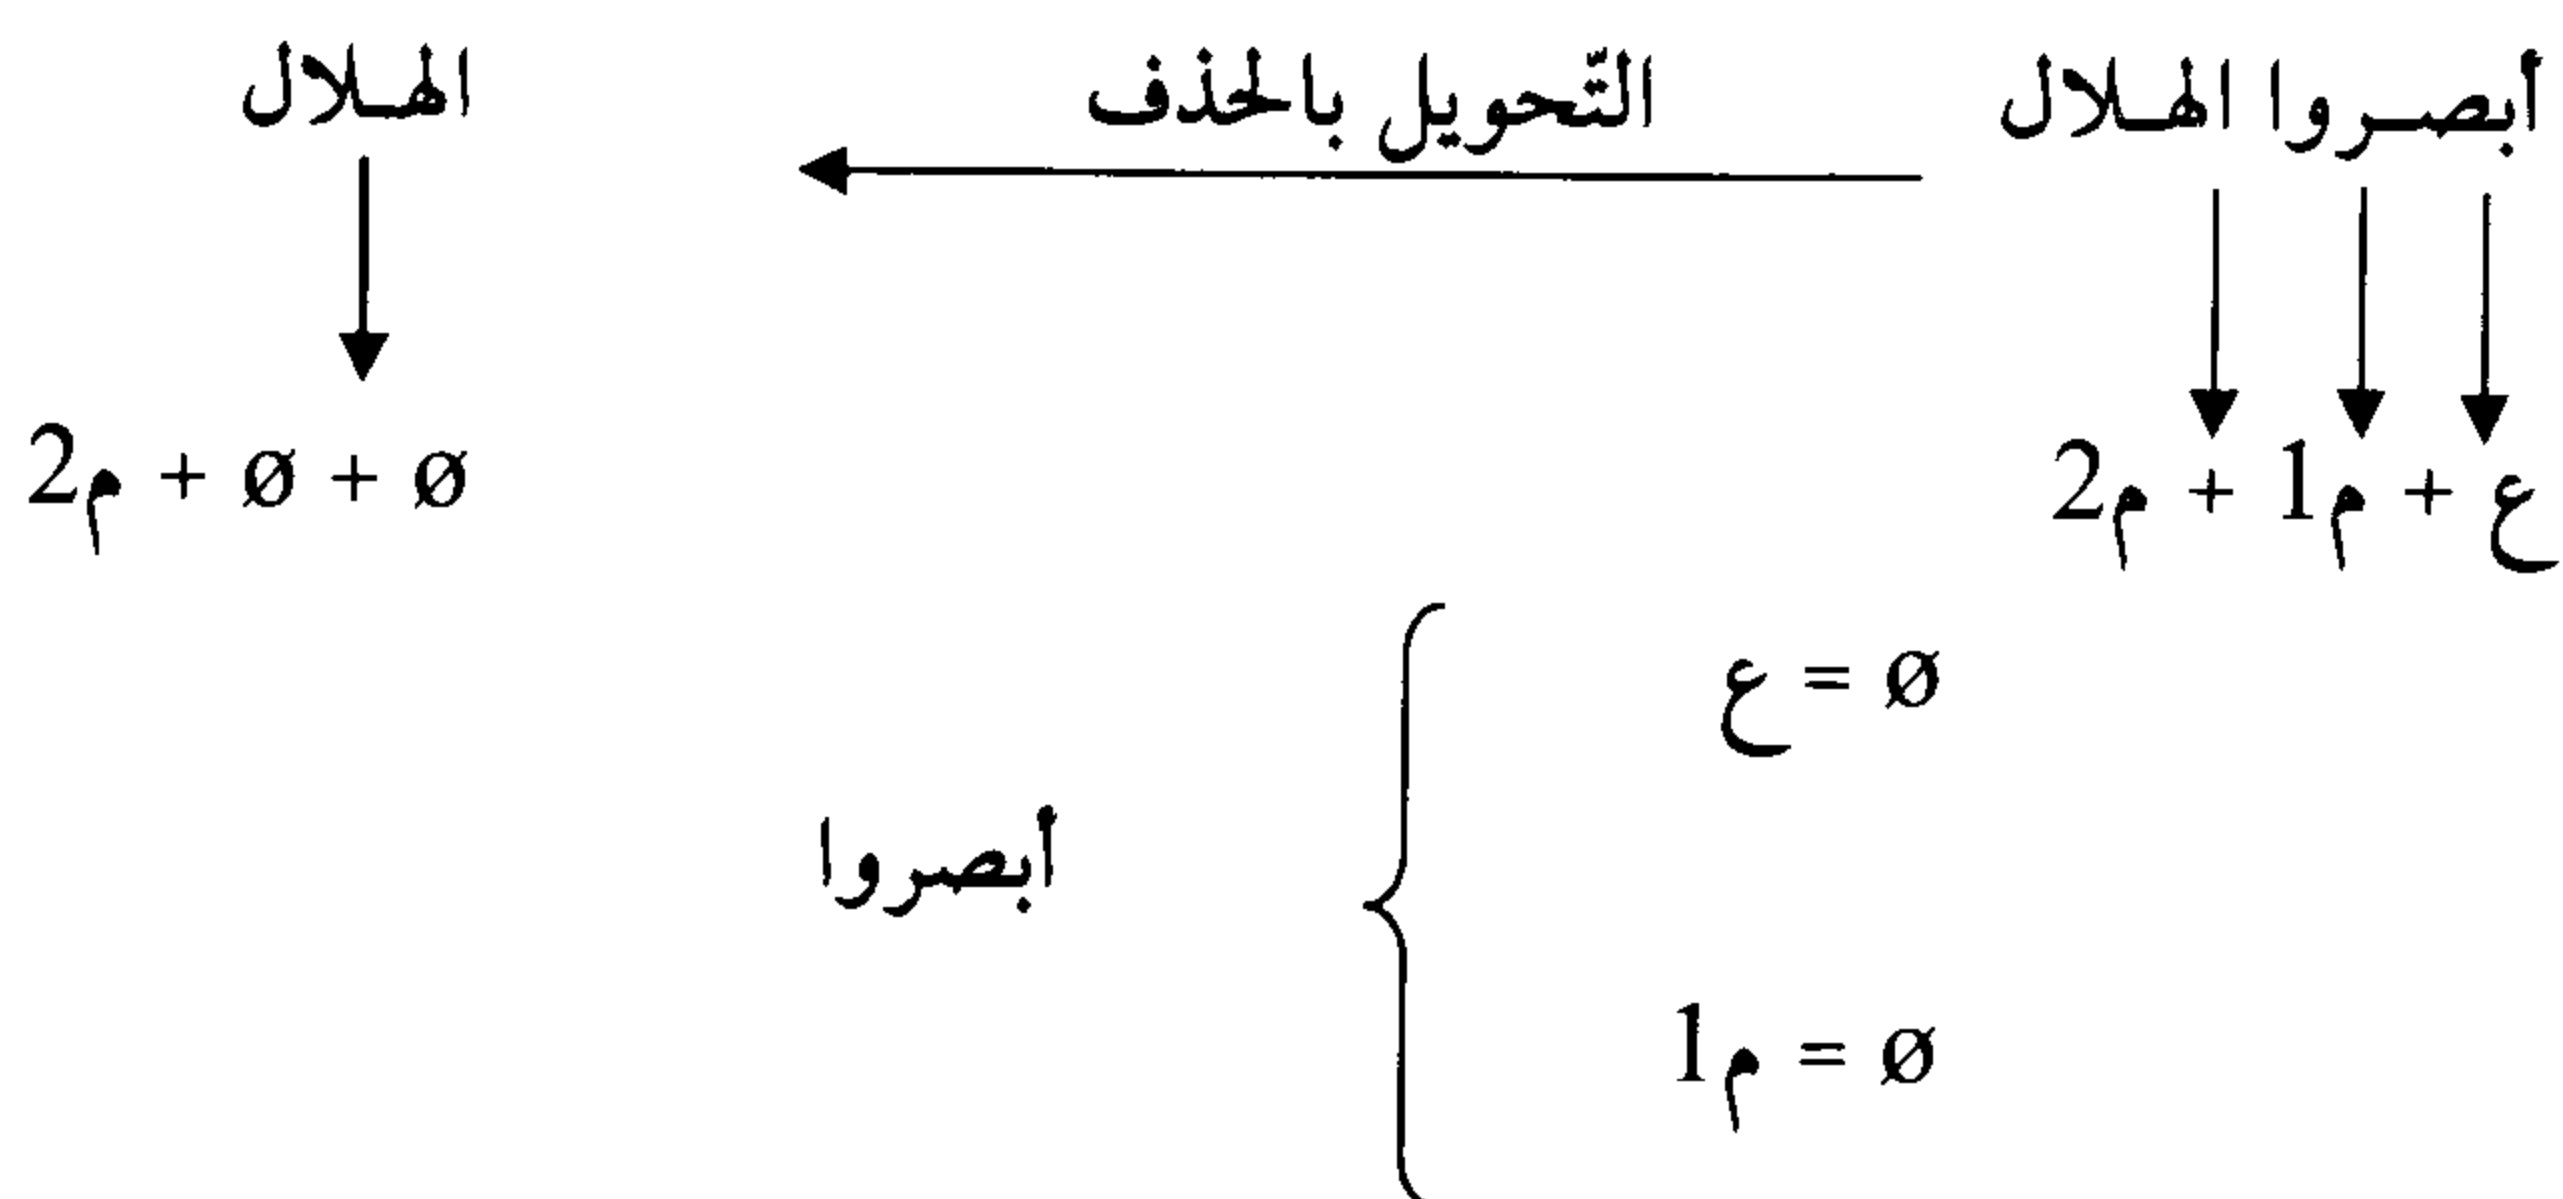 أبصروا الهلال التّحويل بالحذف الهلال
ع + م1 + م2 ø + ø + م2
ø = ع
أبصروا
ø = م1